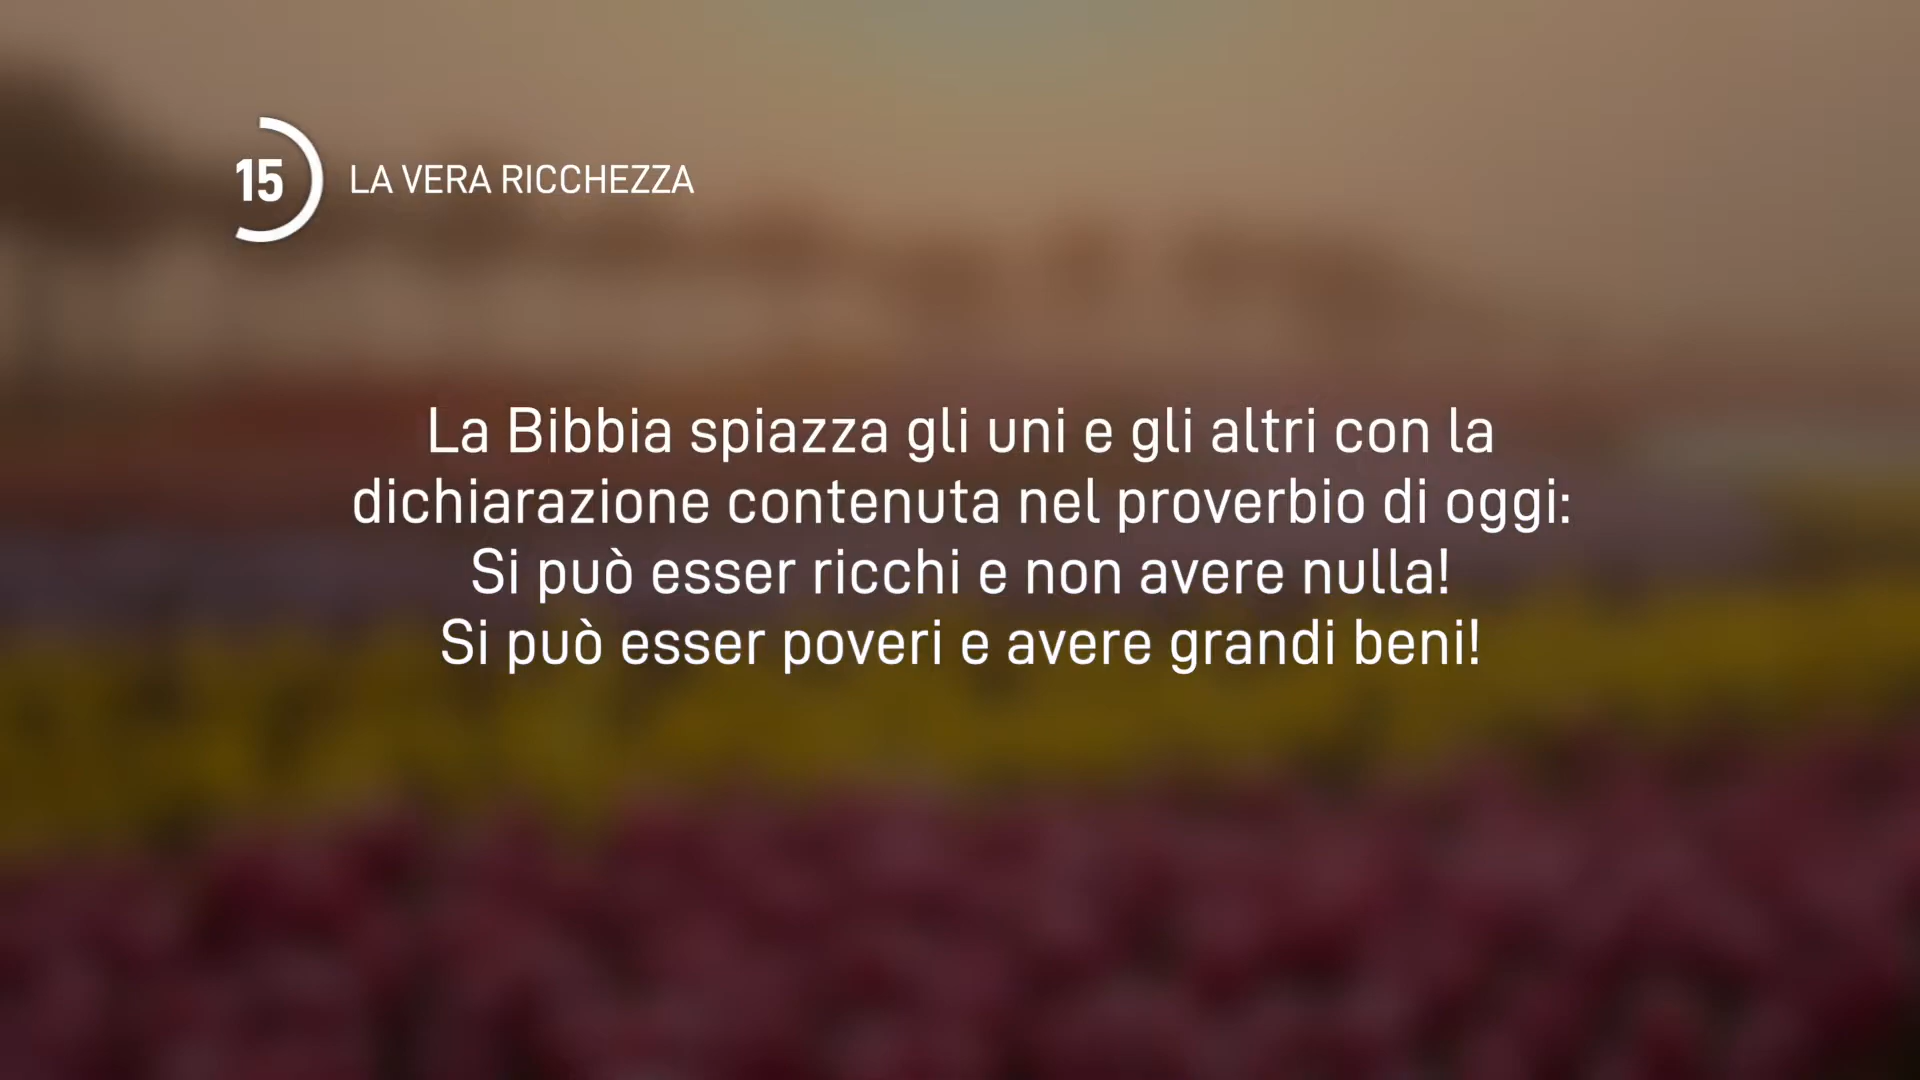 15 LA VERA RICCHEZZA
La Bibbia spiazza gli uni e gli altri con la
dichiarazione contenuta nel proverbio di oggi:
Si può esser ricchi e non avere nulla!
Si può esser poveri e avere grandi beni!